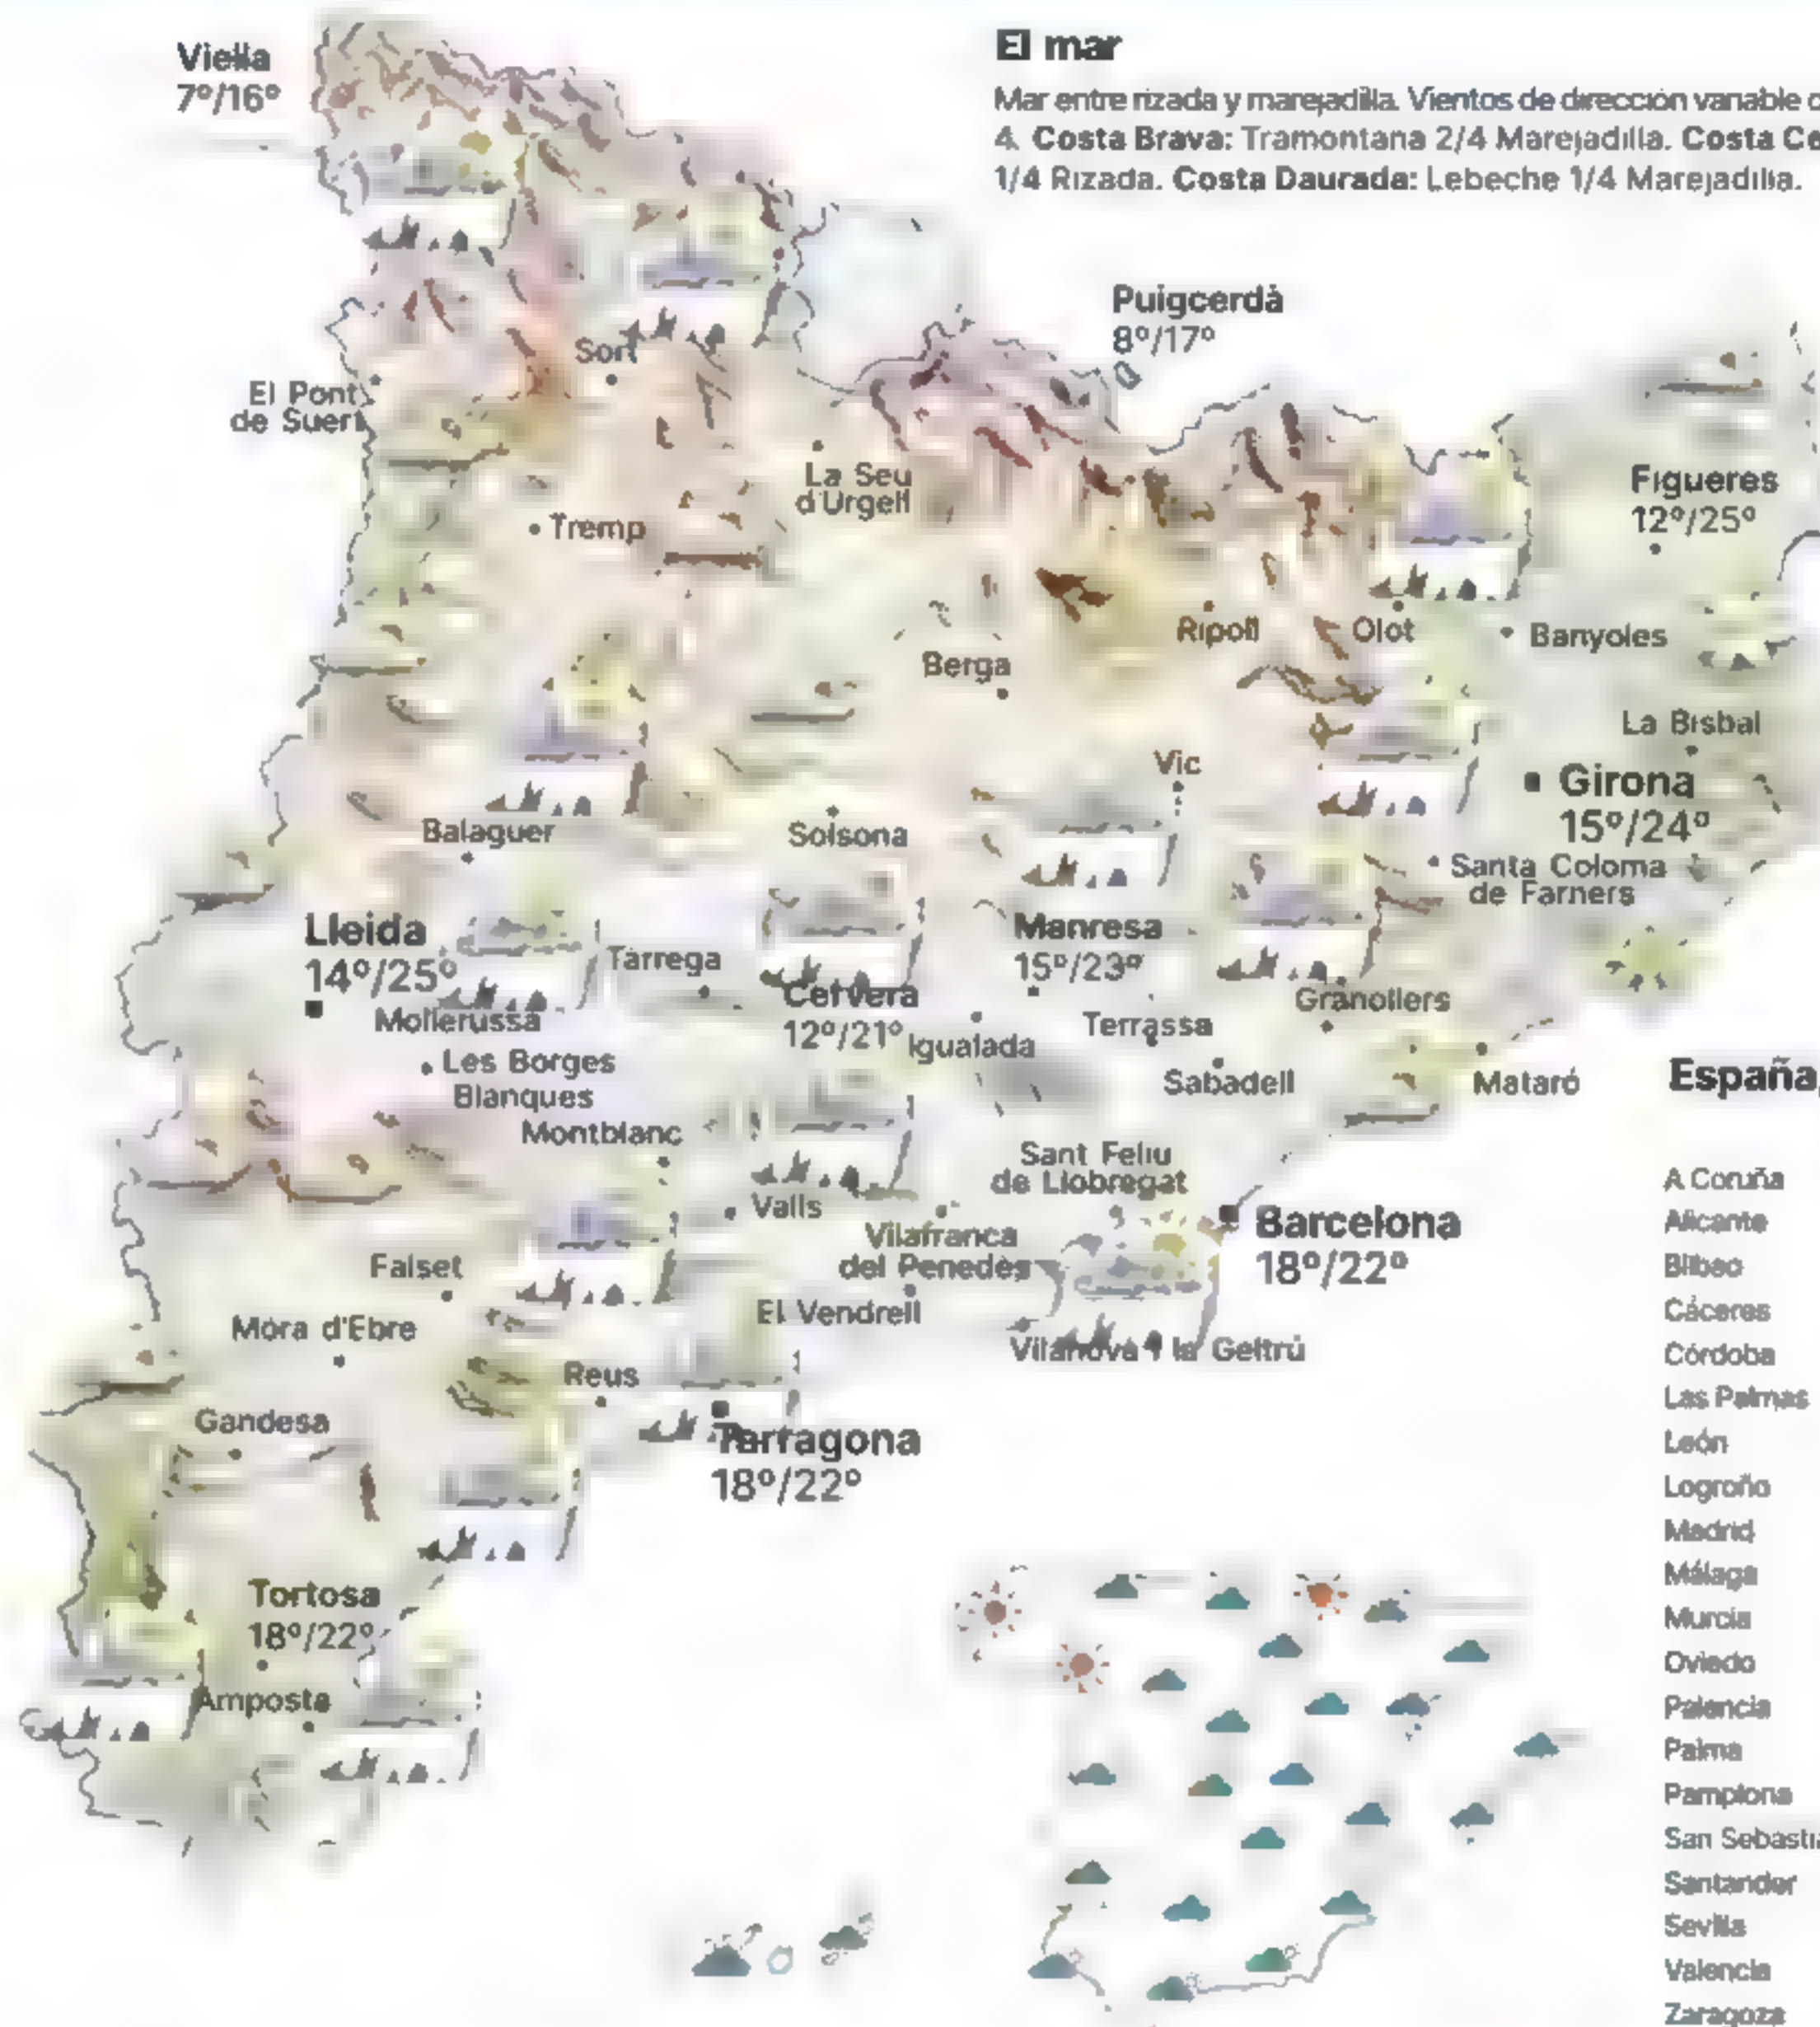 Viella
7º/16º
El mar
Mar entre rizada y marejadilla. Vientos de dirección variable
4. Costa Brava: Tramontana 2/4 Marejadilla. Costa
1/4 Rizada. Costa Daurada: Lebeche 1/4 Marejadilla.
Puigcerdà
8º/17º
Sort
El Pont
de Suert
La Seu
d'Urgell
Figueres
12º/25º
Tremp
Ripoll
Olot
Banyoles
Berga
La Bisbal
Vic
Girona
15º/24º
Balaguer
Solsona
Santa Coloma
de Farners
Lleida
14º/25º
Manresa
15º/23º
Tàrrega
Cervera
12º/21º
Granollers
Mollerussa
Terrassa
Igualada
Les Borges
Blanques
Sabadell
Mataró
España,
Montblanc
Sant Feliu
de Llobregat
A Coruña
Valls
Barcelona
18º/22º
Alicante
Vilafranca
del Penedès
Bilbao
Falset
El Vendrell
Cáceres
Móra d'Ebre
Vilanova i la Geltrú
Córdoba
Reus
Las Palmas
Gandesa
Tarragona
18º/22º
León
Logroño
Madrid
Málaga
Tortosa
18º/22º
Murcia
Oviedo
Amposta
Palencia
Palma
Pamplona
San
Santander
Sevilla
Valencia
Zaragoza